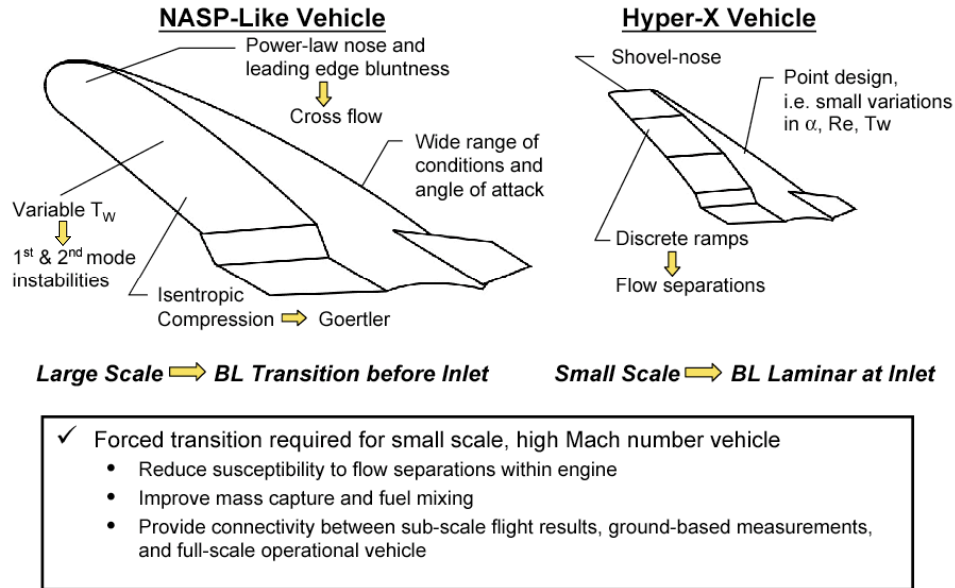 NASP-Like Vehicle
Power-law nose and
leading edge bluntness
Cross flow
Wide range of
conditions and
angle of attack
Variable TW
1st & 2nd mode
instabilities
Isentropic
Compression
Goertler
Large Scale
BL Transition before Inlet
Hyper-X Vehicle
Shovel-nose
Point design,
i.e. small variations
in α, Re, Tw
Discrete ramps
Flow separations
Small Scale
BL Laminar at Inlet
✓ Forced transition required for small scale, high Mach number vehicle
• Reduce susceptibility to flow separations within engine
• Improve mass capture and fuel mixing
• Provide connectivity between sub-scale flight results, ground-based measurements,
and full-scale operational vehicle